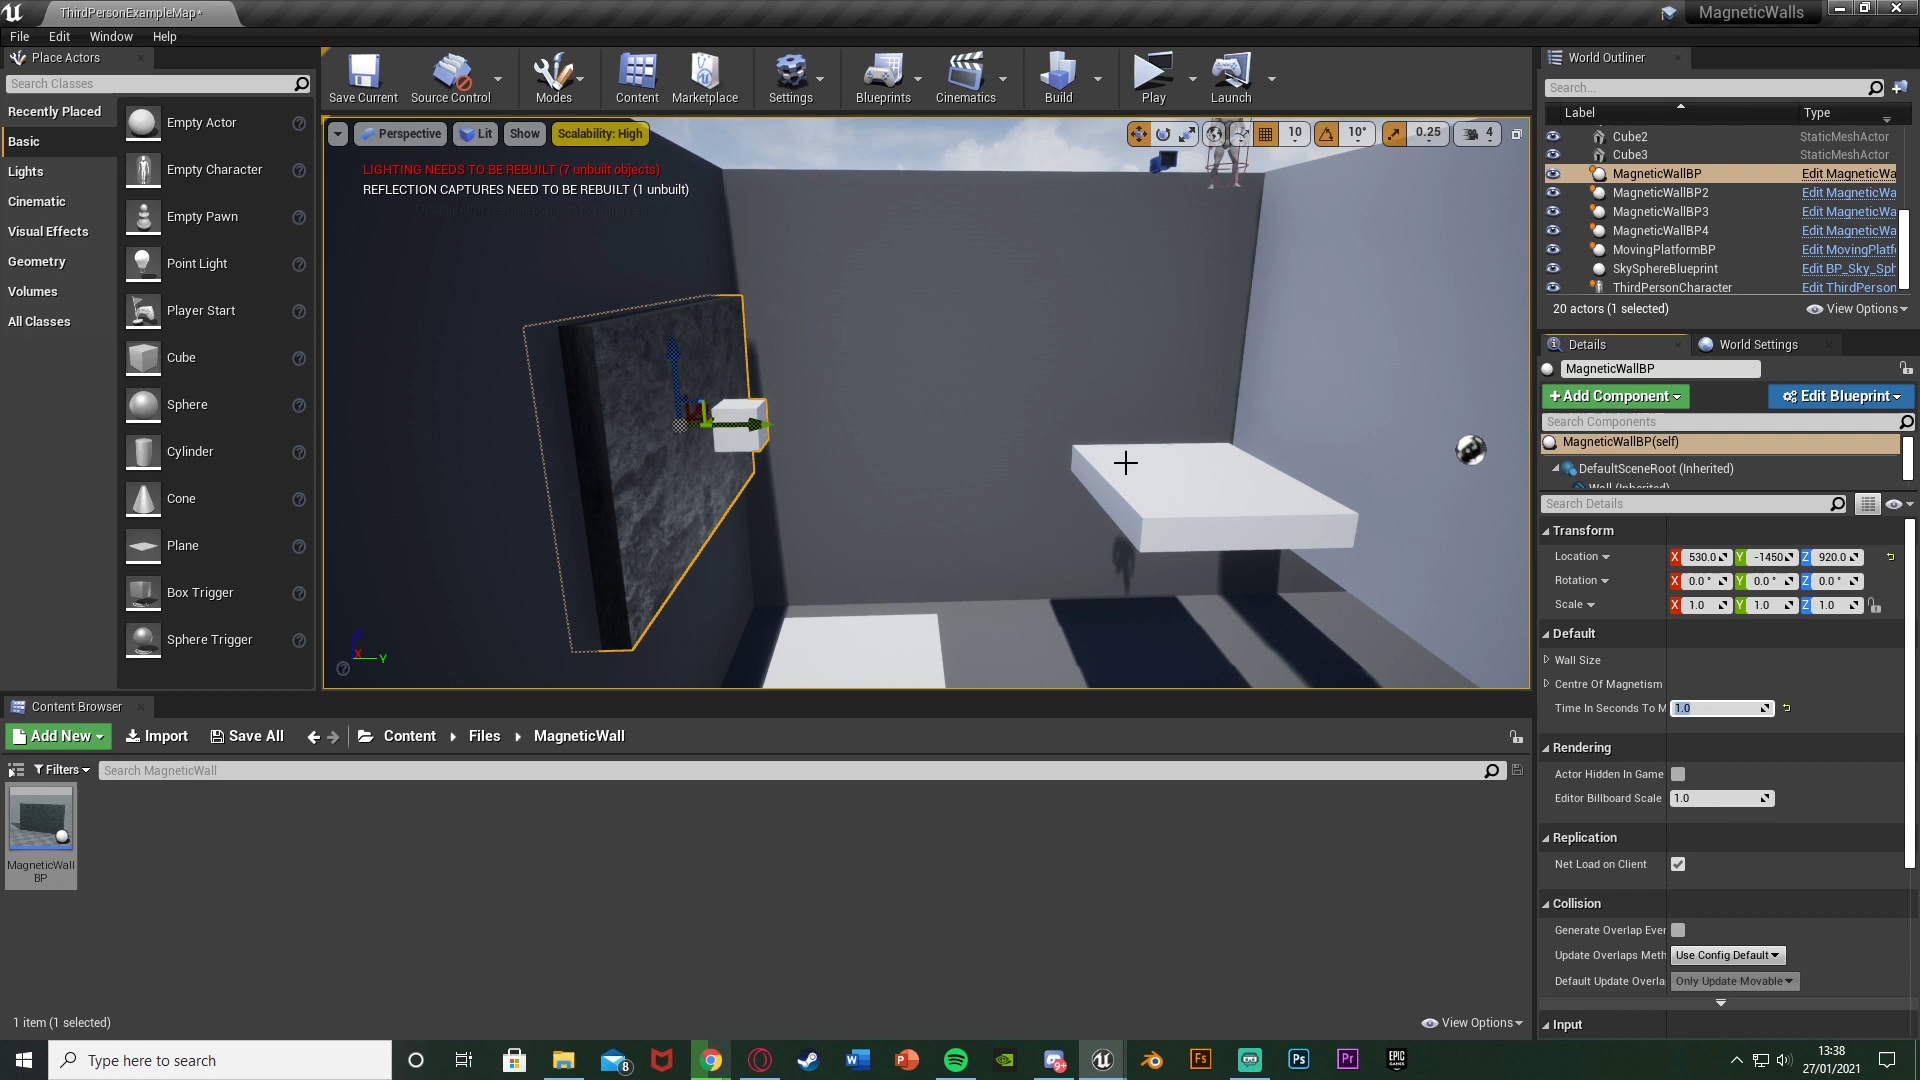 ThirdPersonExampleMap*
MagneticWalls
File Edit Window Help
Place Actors
Search Classes
Recently Placed
Basic
Lights
Cinematic
Visual Effects
Geometry
Volumes
All Classes
Empty Actor
Empty Character
Empty Pawn
Point Light
Player Start
Cube
Sphere
Cylinder
Cone
Plane
Box Trigger
Sphere Trigger
Save Current
Source Control
Modes
Content
Marketplace
Settings
Blueprints
Cinematics
Build
Play
Launch
Perspective
Lit
Show
Scalability: High
10
10°
0.25
4
LIGHTING NEEDS TO BE REBUILT (7 unbuilt objects)
REFLECTION CAPTURES NEED TO BE REBUILT (1 unbuilt)
X
Y
World Outliner
Search...
Label Type
Cube2 StaticMeshActor
Cube3 StaticMeshActor
MagneticWallBP Edit MagneticWa
MagneticWallBP2 Edit MagneticWa
MagneticWallBP3 Edit MagneticWa
MagneticWallBP4 Edit MagneticWa
MovingPlatformBP Edit MovingPlatf
SkySphereBlueprint Edit BP_Sky_Sph
ThirdPersonCharacter Edit ThirdPerson
20 actors (1 selected)
View Options
Details
World Settings
MagneticWallBP
+Add Component
Edit Blueprint
Search Components
MagneticWallBP(self)
DefaultSceneRoot (Inherited)
Wall (Inherited)
Search Details
Transform
Location X 530.0 Y -1450 Z 920.0
Rotation X 0.0 ° Y 0.0 ° Z 0.0 °
Scale X 1.0 Y 1.0 Z 1.0
Default
Wall Size
Centre Of Magnetism
Time In Seconds To M 1.0
Rendering
Actor Hidden In Game
Editor Billboard Scale 1.0
Replication
Net Load on Client
Collision
Generate Overlap Ever
Update Overlaps Meth Use Config Default
Default Update Overla Only Update Movable
Input
Content Browser
Add New
Import
Save All
Content
Files
MagneticWall
Filters
Search MagneticWall
MagneticWall
BP
1 item (1 selected)
View Options
Type here to search
8
W
P
9+
Fs
Ps
Pr
EPIC
GAMES
13:38
27/01/2021